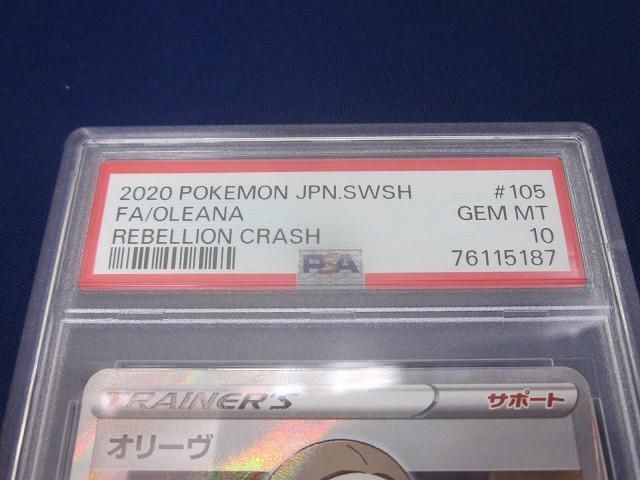 2020 POKEMON JPN.SWSH #105
FA/OLEANA GEM MT
REBELLION CRASH 10
PSA 76115187
TRAINER'S サポート
オリーヴ